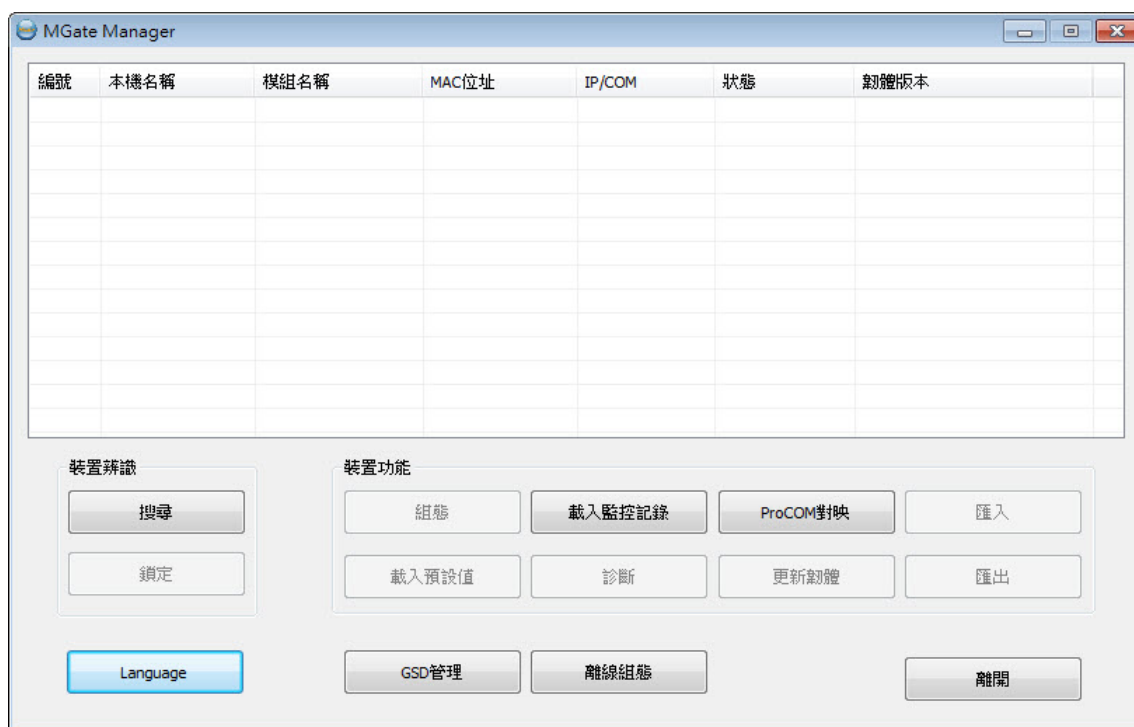 MGate Manager
編號 本機名稱 模組名稱 MAC位址 IP/COM 狀態 韌體版本
裝置辨識 裝置功能
搜尋 組態 載入監控記錄 ProCOM對映 匯入
鎖定 載入預設值 診斷 更新韌體 匯出
Language GSD管理 離線組態 離開